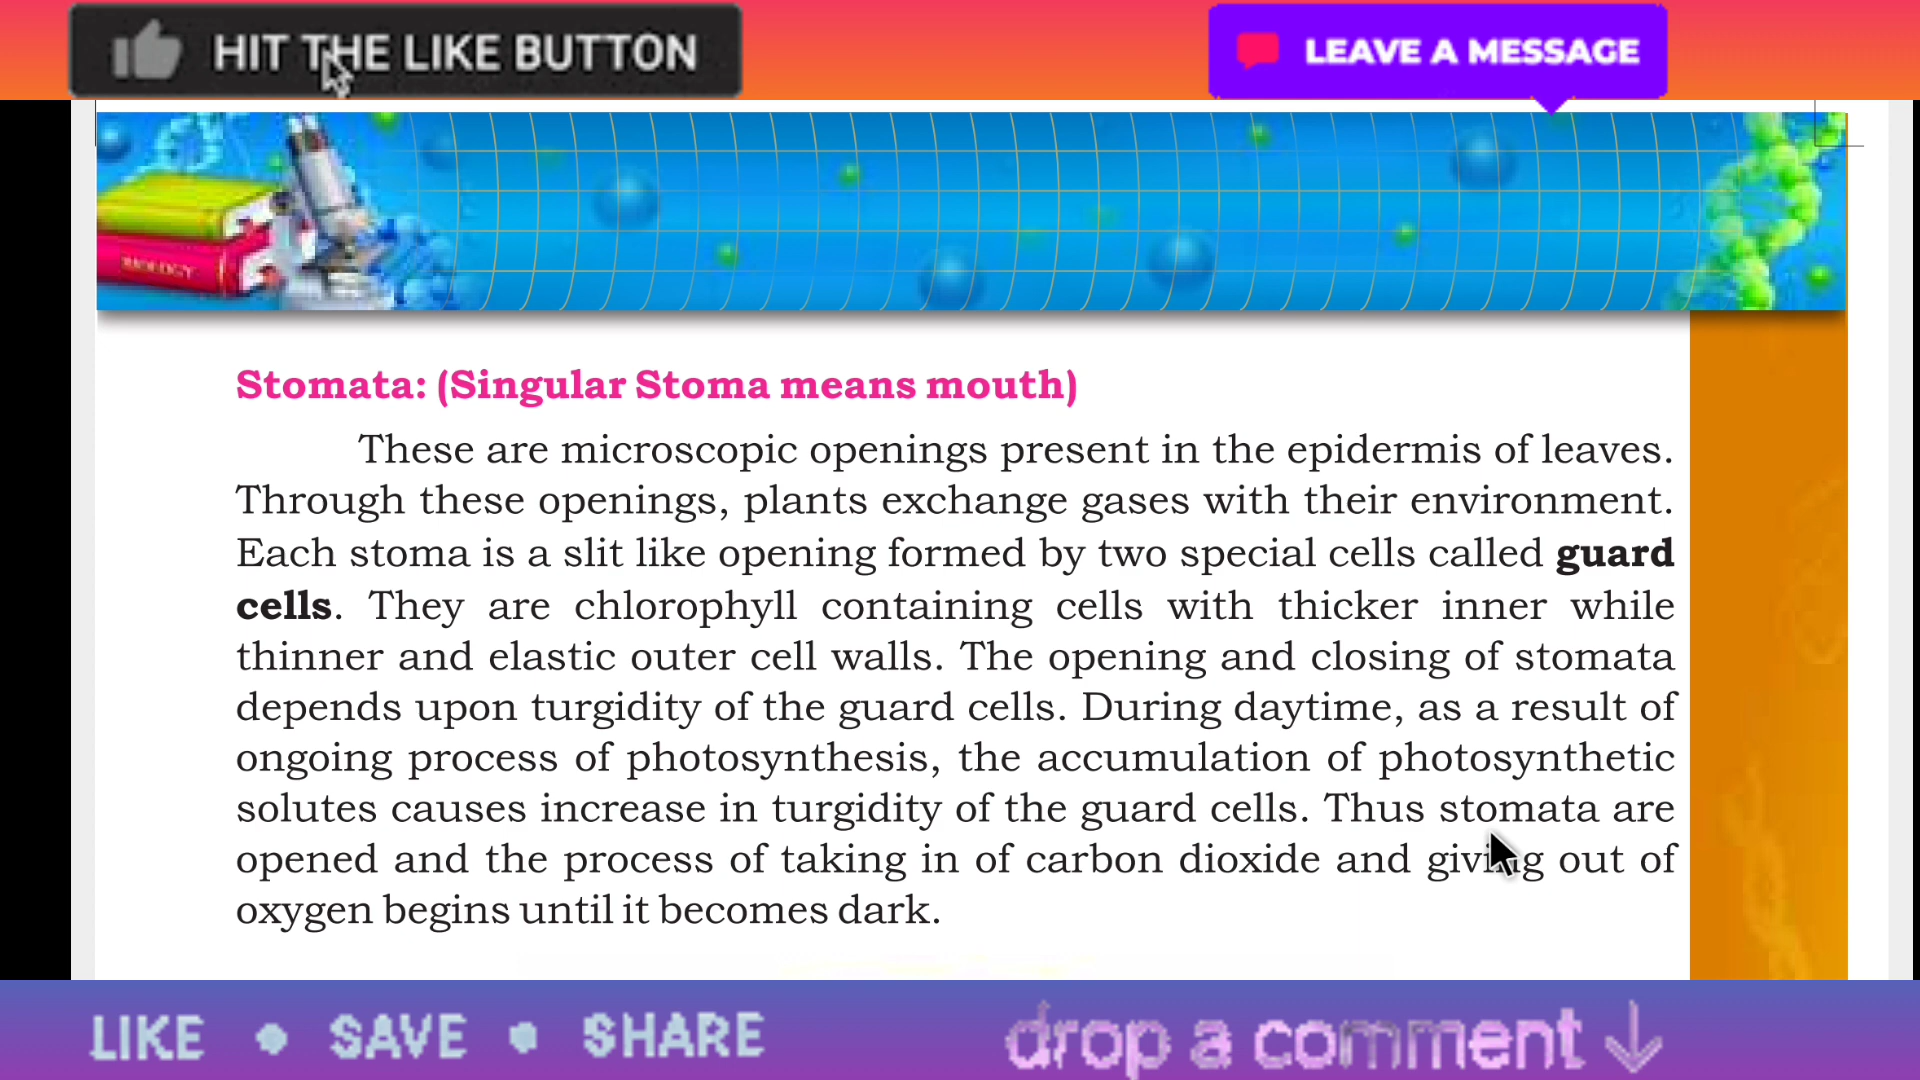 HIT THE LIKE BUTTON
LEAVE A MESSAGE
BIOLOGY
Stomata: (Singular Stoma means mouth)
These are microscopic openings present in the epidermis of leaves.
Through these openings, plants exchange gases with their environment.
Each stoma is a slit like opening formed by two special cells called guard
cells. They are chlorophyll containing cells with thicker inner while
thinner and elastic outer cell walls. The opening and closing of stomata
depends upon turgidity of the guard cells. During daytime, as a result of
ongoing process of photosynthesis, the accumulation of photosynthetic
solutes causes increase in turgidity of the guard cells. Thus stomata are
opened and the process of taking in of carbon dioxide and giving out of
oxygen begins until it becomes dark.
LIKE • SAVE • SHARE
drop a comment ↓